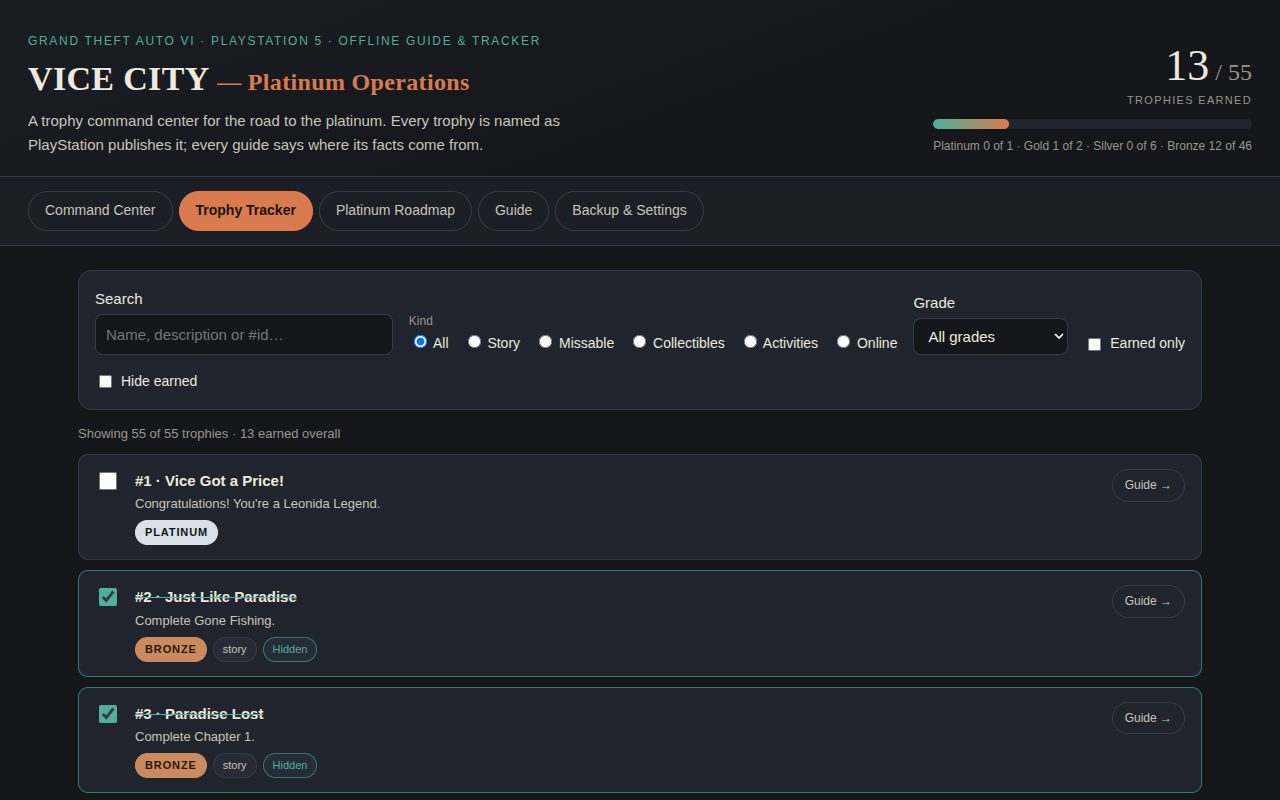 GRAND THEFT AUTO VI · PLAYSTATION 5 · OFFLINE GUIDE & TRACKER
VICE CITY — Platinum Operations
A trophy command center for the road to the platinum. Every trophy is named as
PlayStation publishes it; every guide says where its facts come from.
13 / 55
TROPHIES EARNED
Platinum 0 of 1 · Gold 1 of 2 · Silver 0 of 6 · Bronze 12 of 46
Command Center
Trophy Tracker
Platinum Roadmap
Guide
Backup & Settings
Search
Name, description or #id…
Kind
All
Story
Missable
Collectibles
Activities
Online
Grade
All grades
Earned only
Hide earned
Showing 55 of 55 trophies · 13 earned overall
#1 · Vice Got a Price!
Congratulations! You're a Leonida Legend.
PLATINUM
Guide →
#2 · Just Like Paradise
Complete Gone Fishing.
BRONZE story Hidden
Guide →
#3 · Paradise Lost
Complete Chapter 1.
BRONZE story Hidden
Guide →